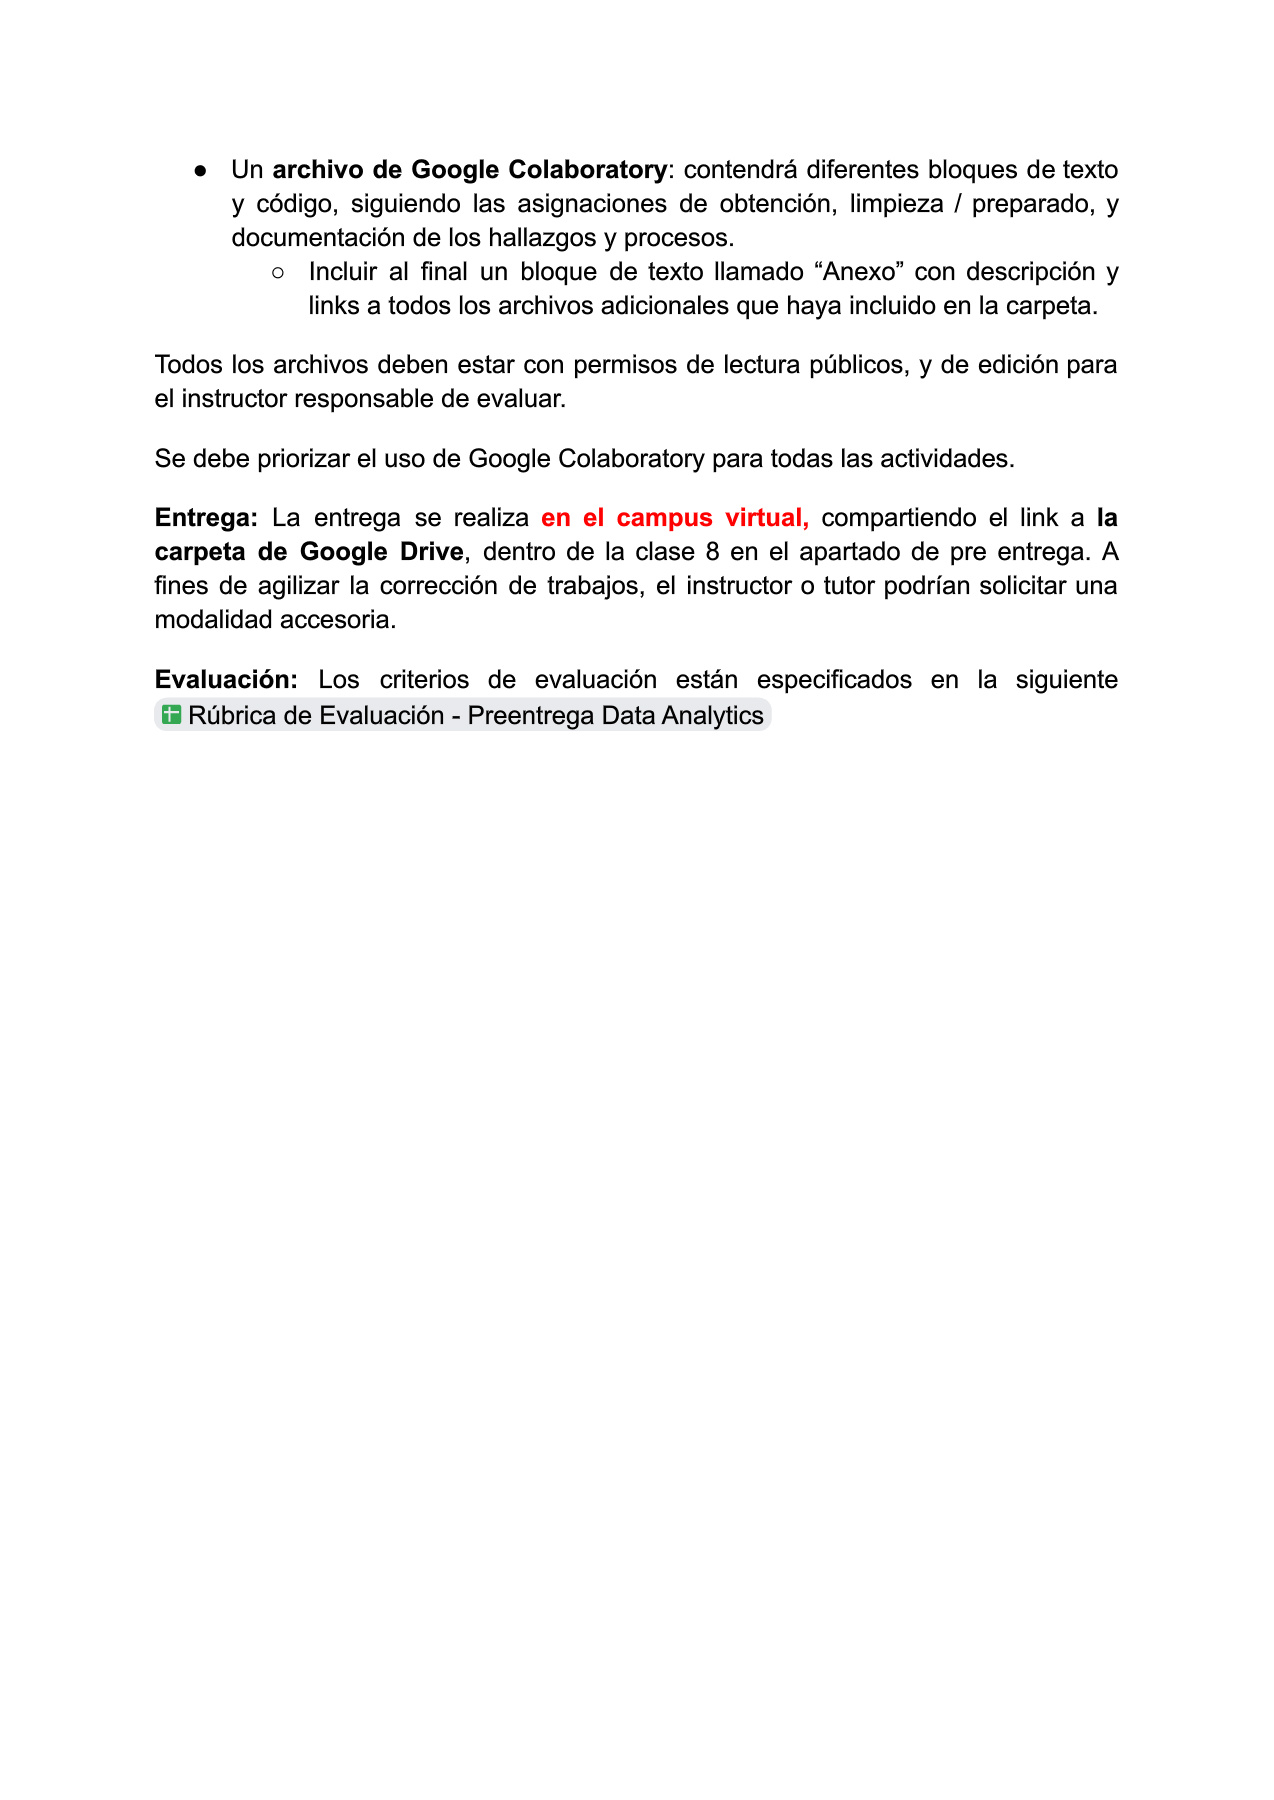 ● Un archivo de Google Colaboratory: contendrá diferentes bloques de texto
y código, siguiendo las asignaciones de obtención, limpieza / preparado, y
documentación de los hallazgos y procesos.
○ Incluir al final un bloque de texto llamado “Anexo” con descripción y
links a todos los archivos adicionales que haya incluido en la carpeta.
Todos los archivos deben estar con permisos de lectura públicos, y de edición para
el instructor responsable de evaluar.
Se debe priorizar el uso de Google Colaboratory para todas las actividades.
Entrega: La entrega se realiza en el campus virtual, compartiendo el link a la
carpeta de Google Drive, dentro de la clase 8 en el apartado de pre entrega. A
fines de agilizar la corrección de trabajos, el instructor o tutor podrían solicitar una
modalidad accesoria.
Evaluación: Los criterios de evaluación están especificados en la siguiente
Rúbrica de Evaluación - Preentrega Data Analytics